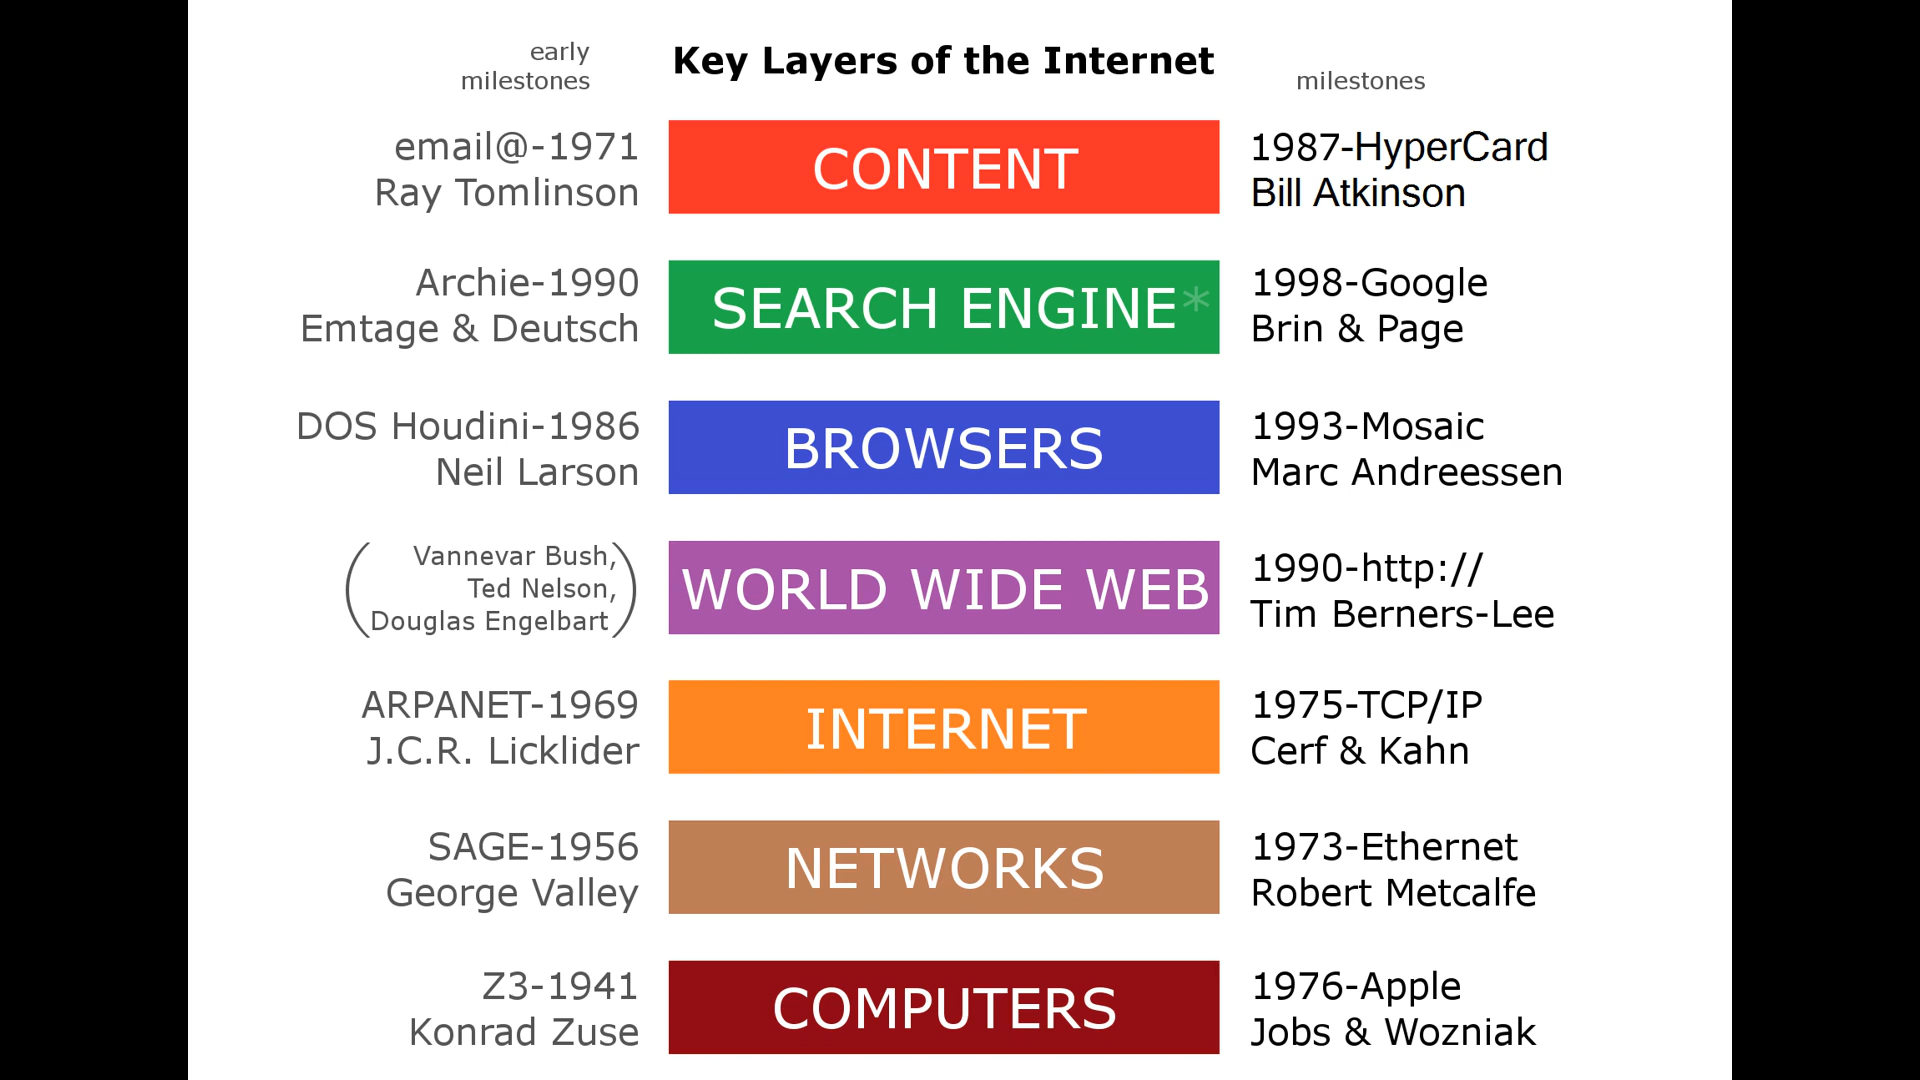 early
milestones
Key Layers of the Internet
milestones
email@-1971
Ray Tomlinson
CONTENT
1987-HyperCard
Bill Atkinson
Archie-1990
Emtage & Deutsch
SEARCH ENGINE*
1998-Google
Brin & Page
DOS Houdini-1986
Neil Larson
BROWSERS
1993-Mosaic
Marc Andreessen
(Vannevar Bush,
Ted Nelson,
Douglas Engelbart)
WORLD WIDE WEB
1990-http://
Tim Berners-Lee
ARPANET-1969
J.C.R. Licklider
INTERNET
1975-TCP/IP
Cerf & Kahn
SAGE-1956
George Valley
NETWORKS
1973-Ethernet
Robert Metcalfe
Z3-1941
Konrad Zuse
COMPUTERS
1976-Apple
Jobs & Wozniak